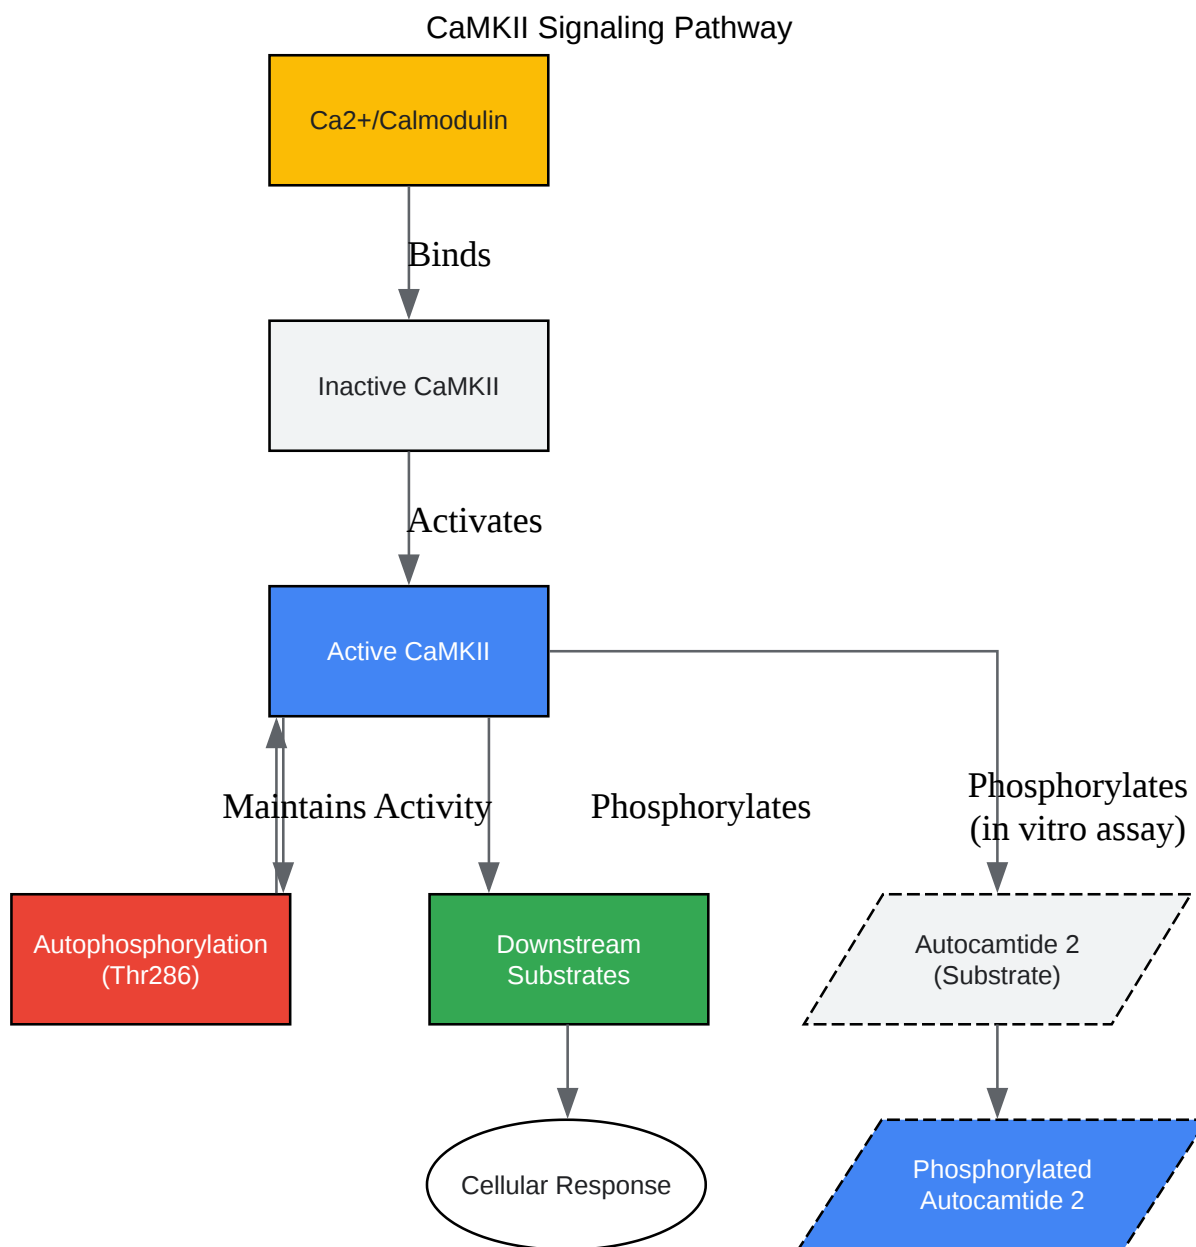 CaMKII Signaling Pathway
Ca2+/Calmodulin
Binds
Inactive CaMKII
Activates
Active CaMKII
Maintains Activity
Phosphorylates
Phosphorylates
(in vitro assay)
Autophosphorylation
(Thr286)
Downstream
Substrates
Autocamtide 2
(Substrate)
Cellular Response
Phosphorylated
Autocamtide 2